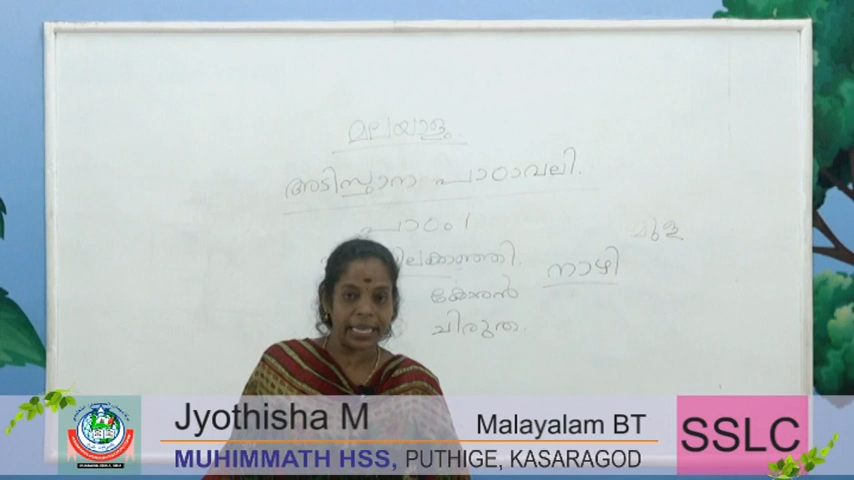 മലയാളം.
അടിസ്ഥാന പാഠാവലി.
പാഠം 1
മുള
നാഴി
കോരൻ
ചിരുത.
Jyothisha M
Malayalam BT
SSLC
MUHIMMATH HSS, PUTHIGE, KASARAGOD